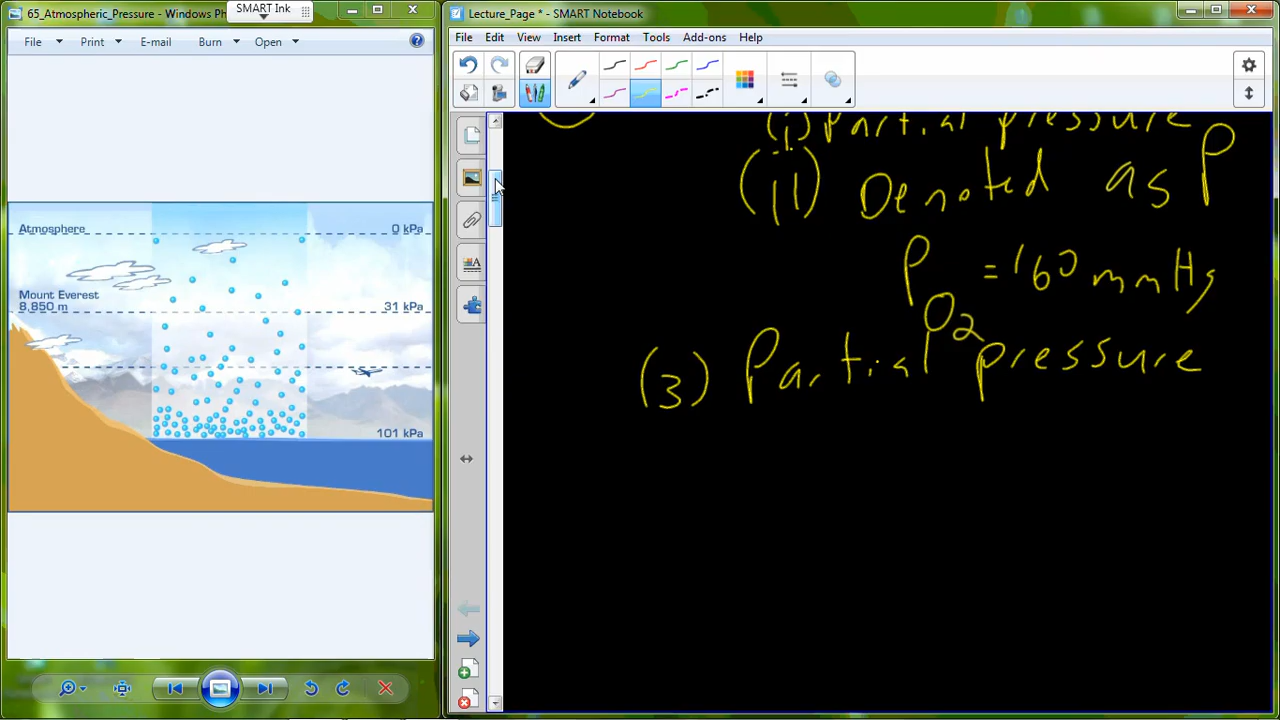 65_Atmospheric_Pressure - Windows Ph
SMART Ink
File Print E-mail Burn Open
Atmosphere 0 kPa
Mount Everest
8,850 m 31 kPa
101 kPa
Lecture_Page * - SMART Notebook
File Edit View Insert Format Tools Add-ons Help
(i) Partial pressure
(ii) Denoted as P
P O2 = 160 mmHg
(3) Partial pressure